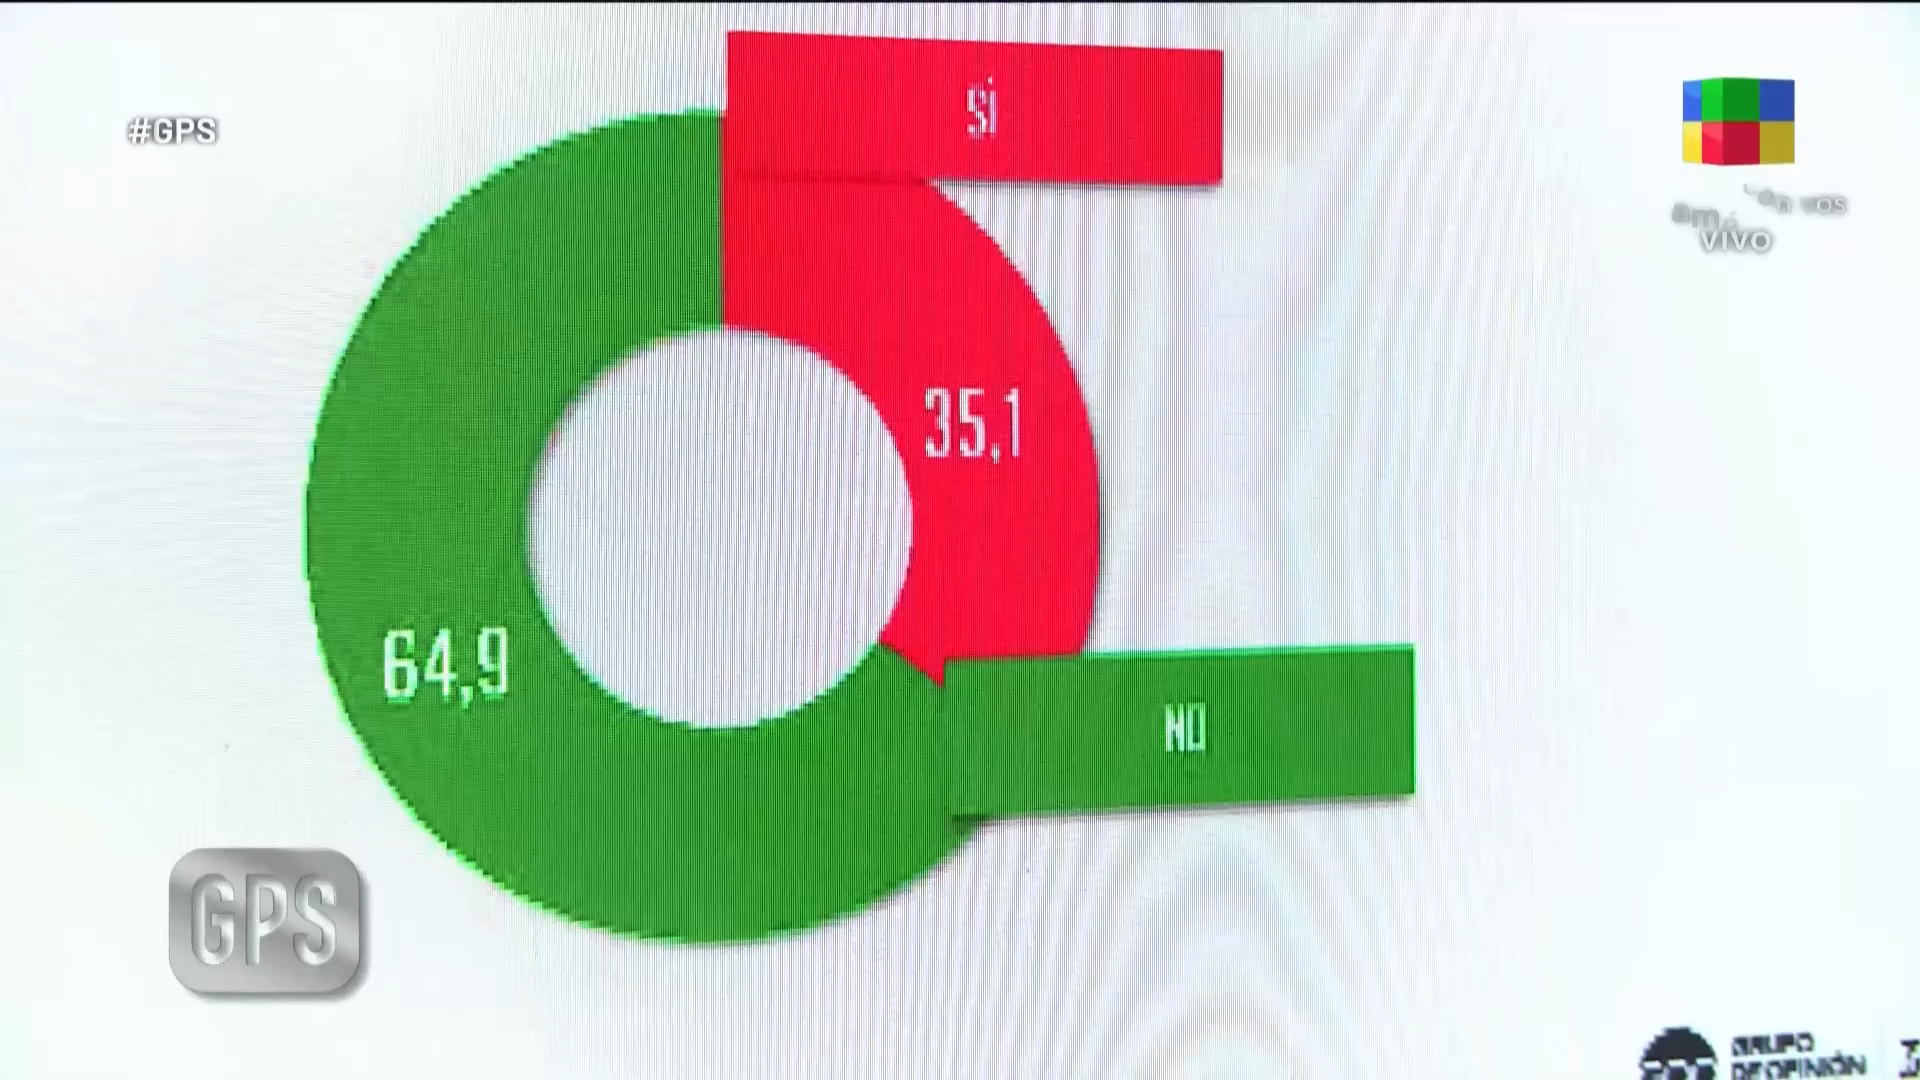 SÍ
#GPS
VIVO
35,1
64,9
NO
GPS
GRUPO
DE OPINIÓN